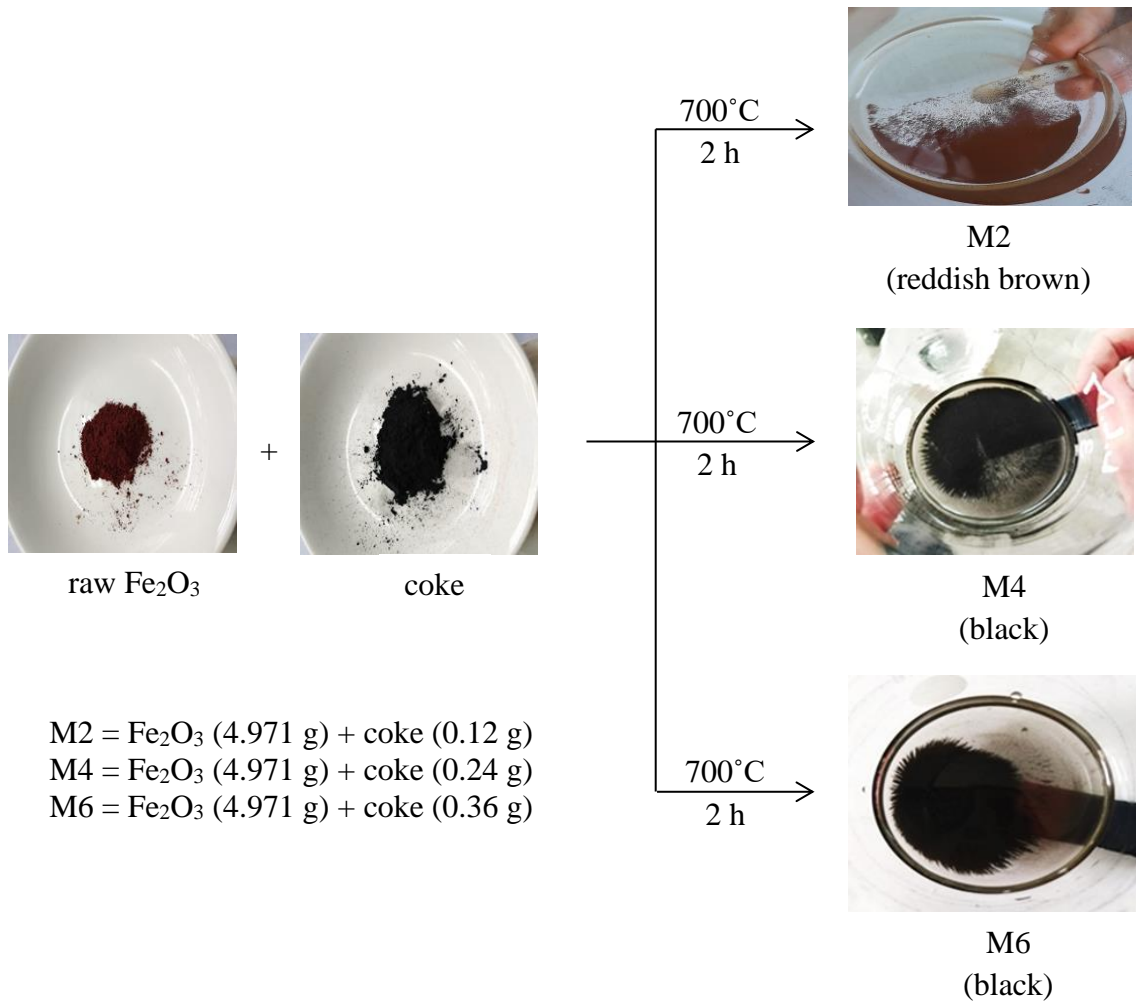 700˚C
2 h
M2
(reddish brown)
700˚C
2 h
+
raw Fe₂O₃
coke
M4
(black)
M2 = Fe₂O₃ (4.971 g) + coke (0.12 g)
M4 = Fe₂O₃ (4.971 g) + coke (0.24 g)
M6 = Fe₂O₃ (4.971 g) + coke (0.36 g)
700˚C
2 h
M6
(black)